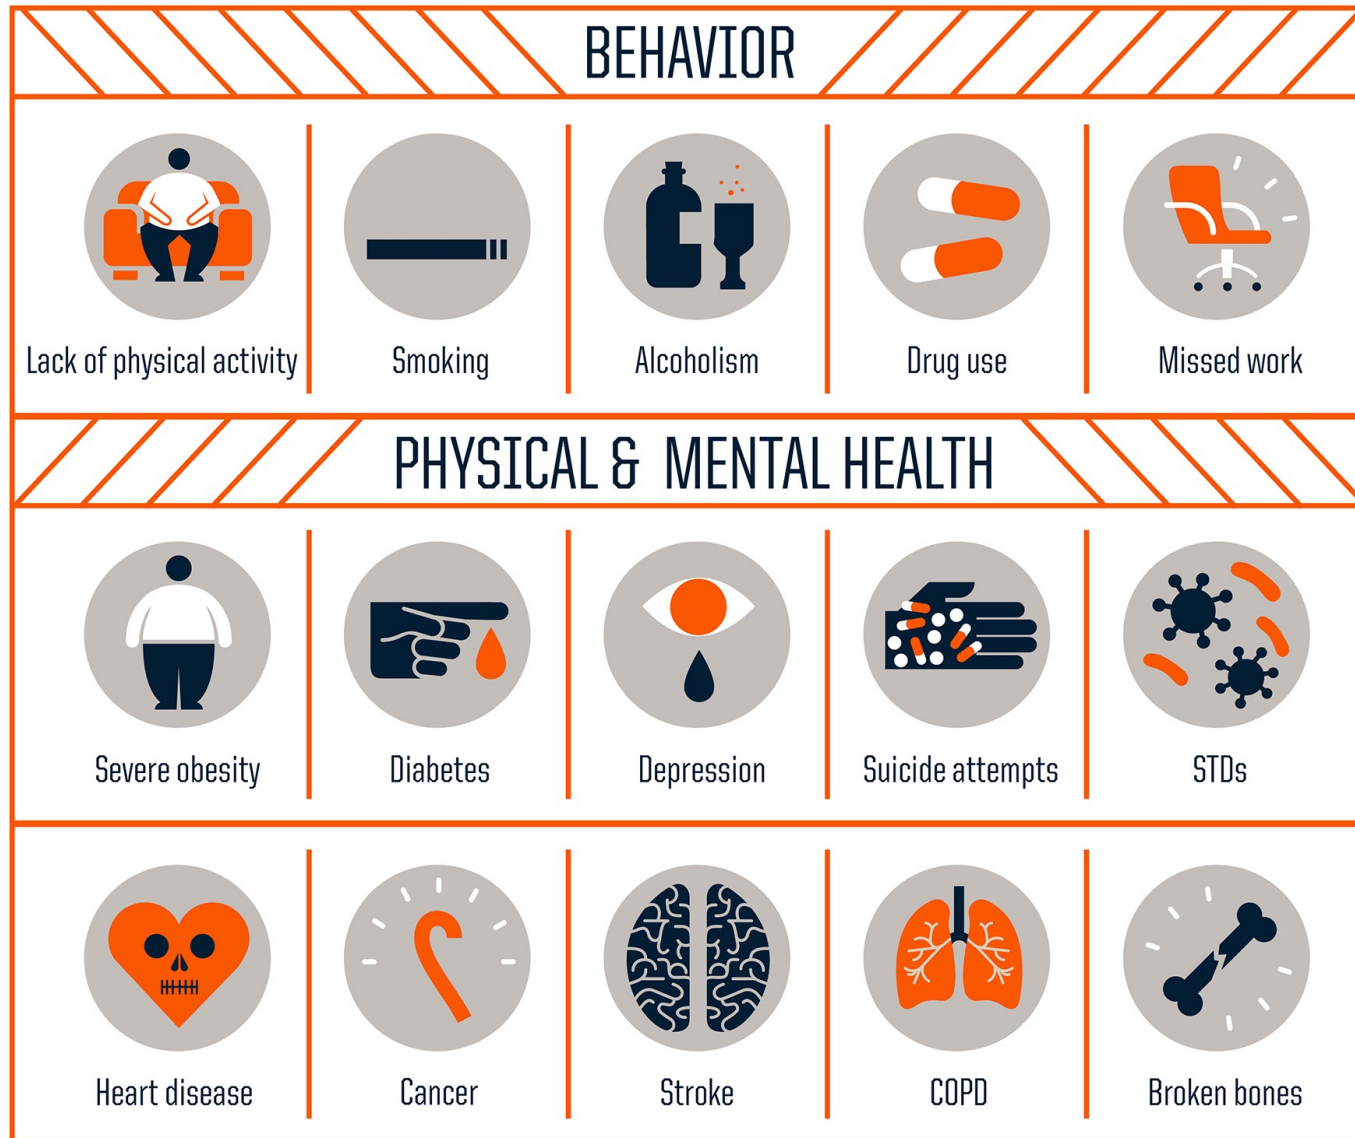 BEHAVIOR
Lack of physical activity
Smoking
Alcoholism
Drug use
Missed work
PHYSICAL & MENTAL HEALTH
Severe obesity
Diabetes
Depression
Suicide attempts
STDs
Heart disease
Cancer
Stroke
COPD
Broken bones